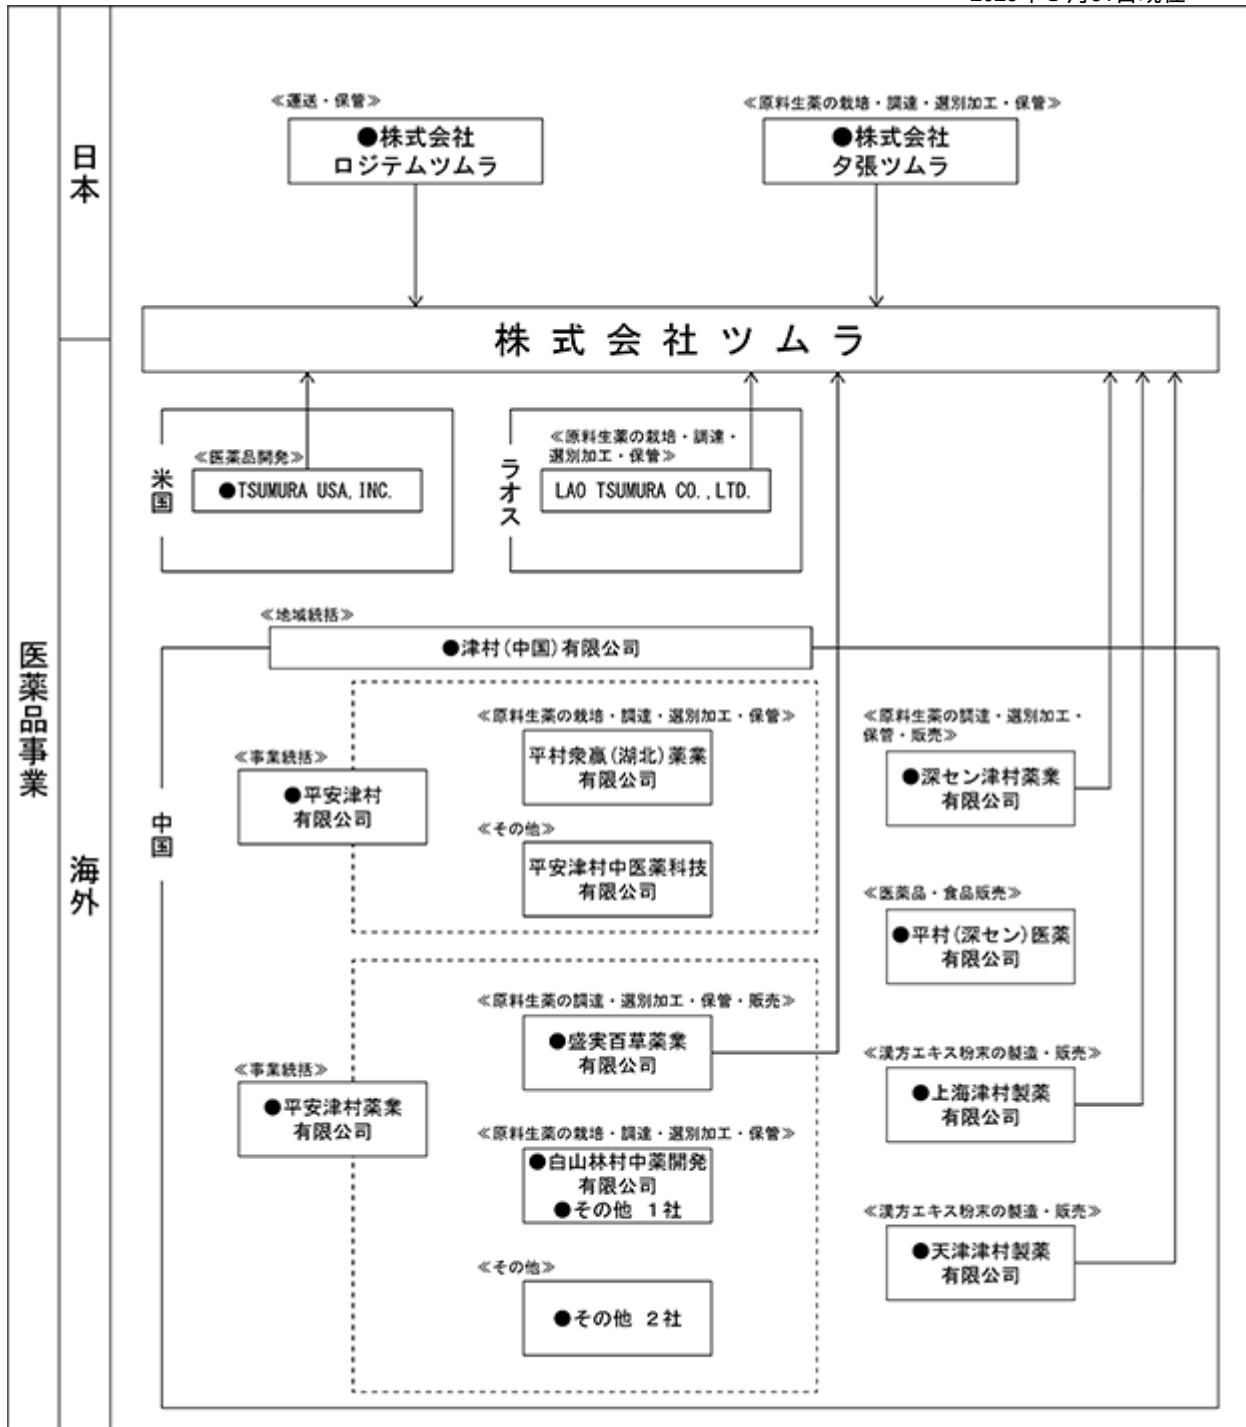 医薬品事業
日本
海外
≪運送・保管≫
●株式会社
ロジテムツムラ
≪原料生薬の栽培・調達・選別加工・保管≫
●株式会社
夕張ツムラ
株式会社ツムラ
米国
≪医薬品開発≫
●TSUMURA USA, INC.
ラオス
≪原料生薬の栽培・調達・
選別加工・保管≫
LAO TSUMURA CO.,LTD.
中国
≪地域統括≫
●津村(中国)有限公司
≪事業統括≫
●平安津村
有限公司
≪原料生薬の栽培・調達・選別加工・保管≫
平村衆贏(湖北)薬業
有限公司
≪その他≫
平安津村中医薬科技
有限公司
≪事業統括≫
●平安津村薬業
有限公司
≪原料生薬の調達・選別加工・保管・販売≫
●盛実百草薬業
有限公司
≪原料生薬の栽培・調達・選別加工・保管≫
●白山林村中薬開発
有限公司
●その他 1社
≪その他≫
●その他 2社
≪原料生薬の調達・選別加工・
保管・販売≫
●深セン津村薬業
有限公司
≪医薬品・食品販売≫
●平村(深セン)医薬
有限公司
≪漢方エキス粉末の製造・販売≫
●上海津村製薬
有限公司
≪漢方エキス粉末の製造・販売≫
●天津津村製薬
有限公司